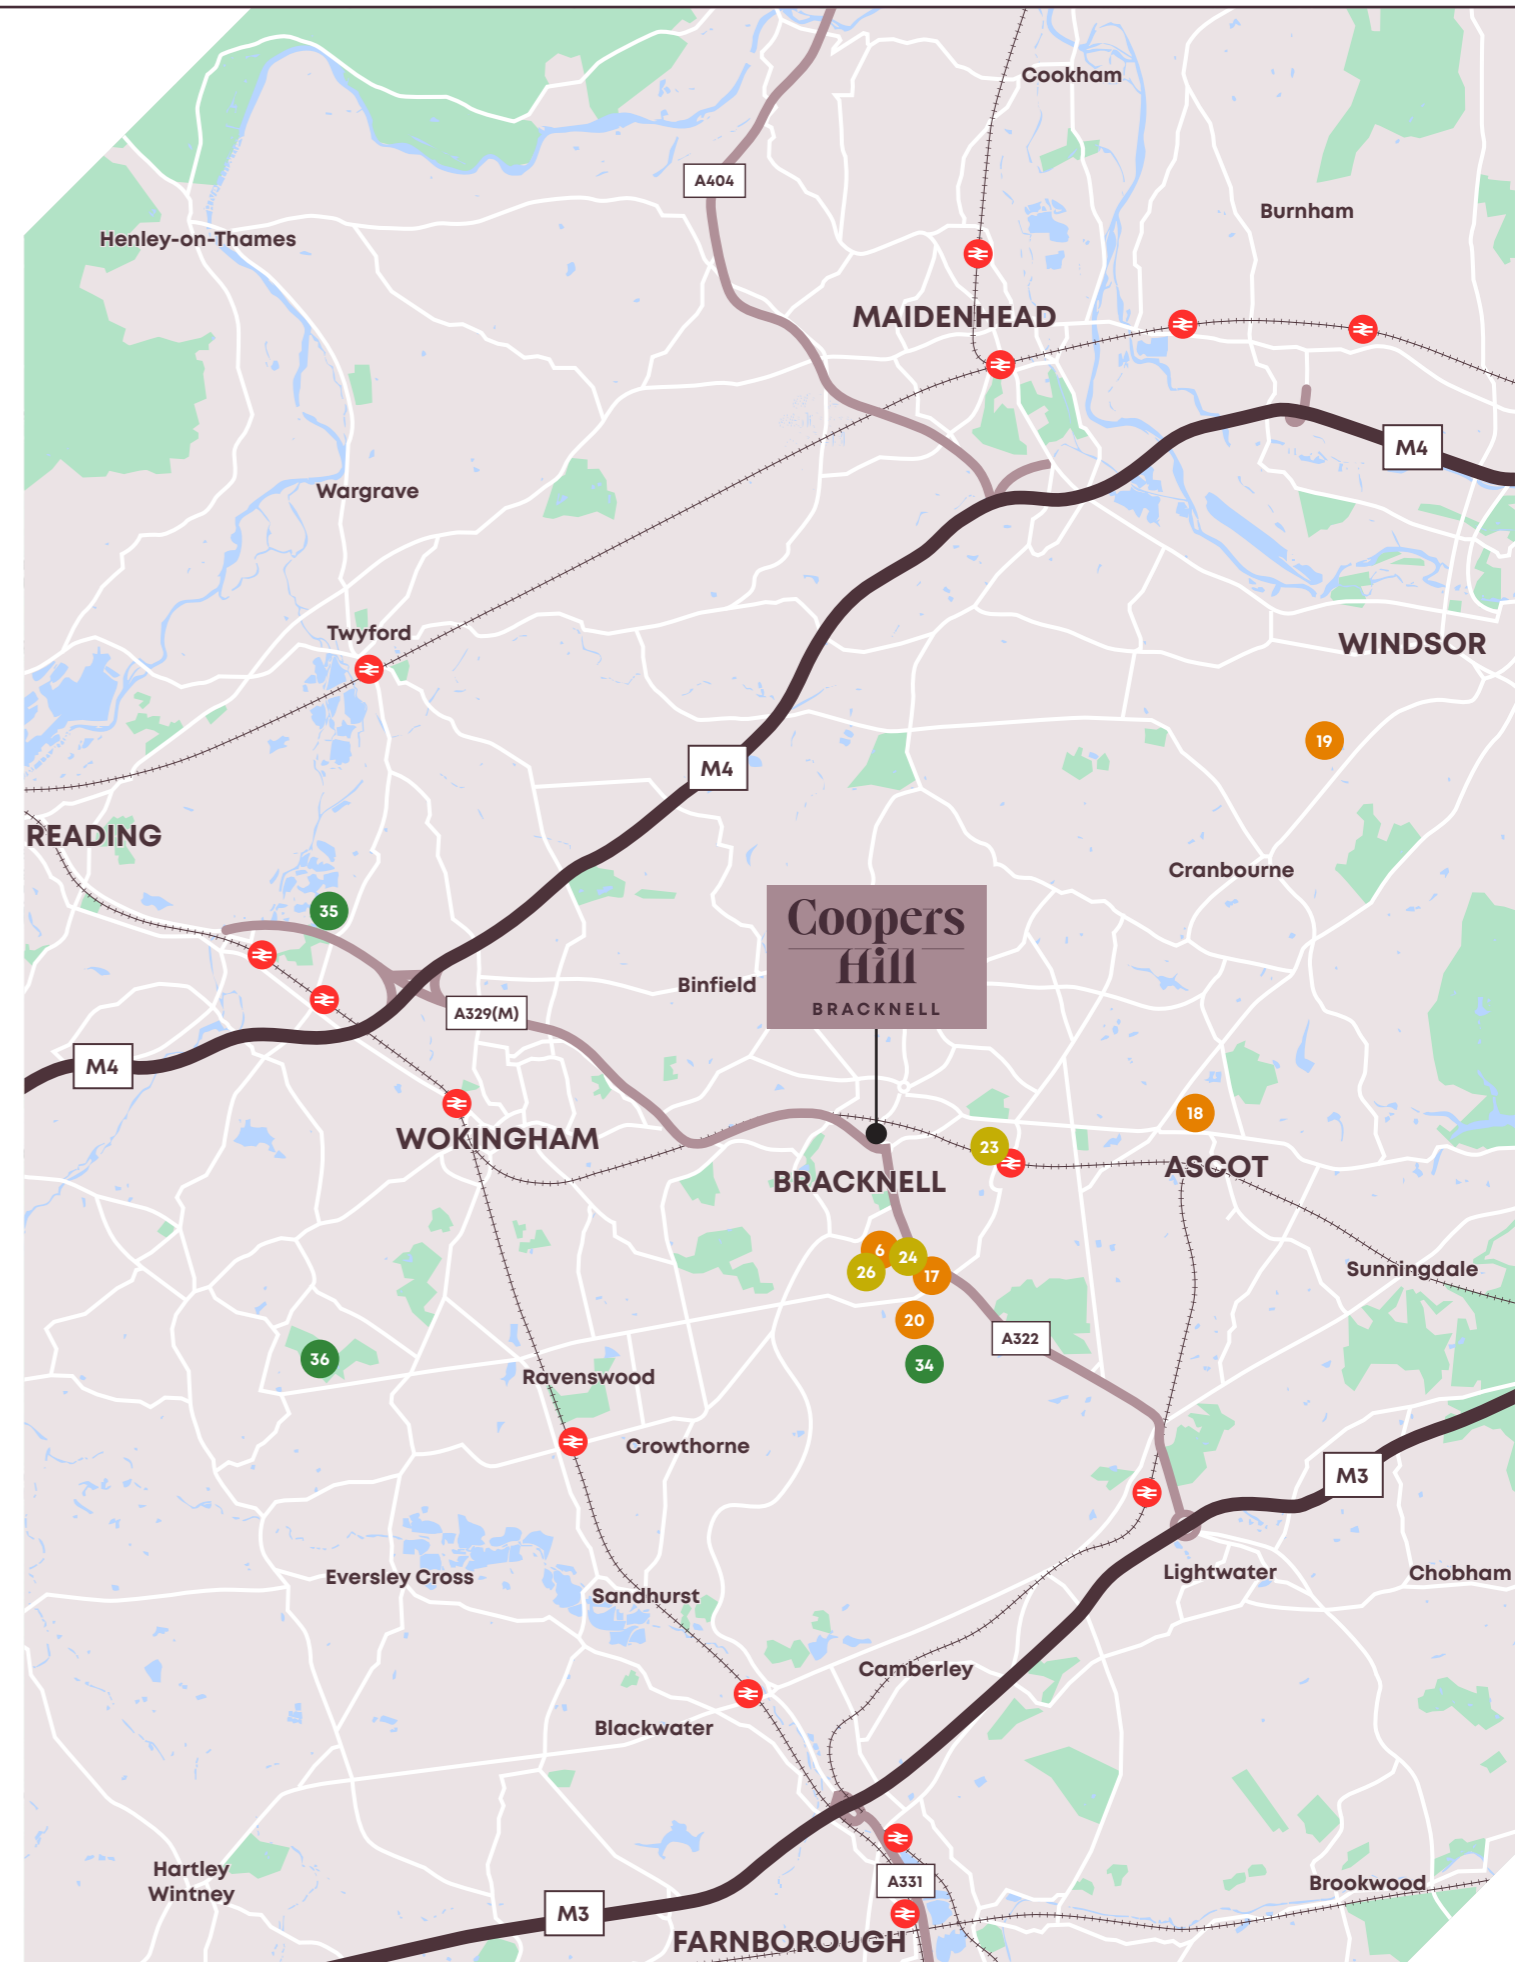 Cookham
A404
Burnham
Henley-on-Thames
MAIDENHEAD
M4
Wargrave
Twyford
WINDSOR
19
M4
READING
Cranbourne
35
Coopers
Hill
BRACKNELL
Binfield
A329(M)
M4
18
WOKINGHAM
23
ASCOT
BRACKNELL
6
24
26
17
Sunningdale
20
A322
36
34
Ravenswood
Crowthorne
M3
Eversley Cross
Lightwater
Chobham
Sandhurst
Camberley
Blackwater
Hartley
Wintney
A331
Brookwood
M3
FARNBOROUGH